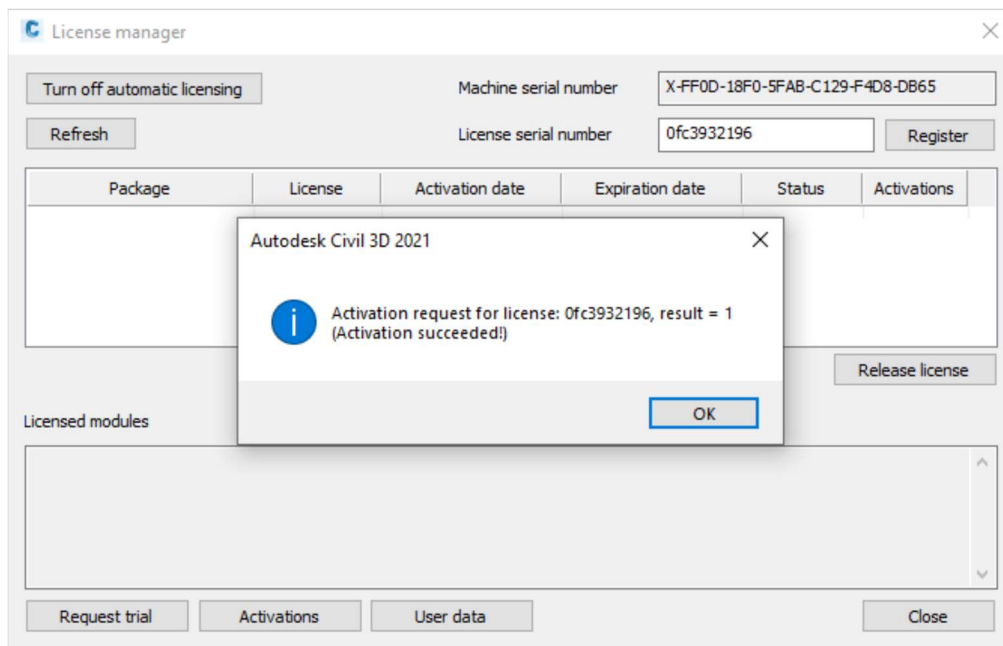 License manager
Turn off automatic licensing
Machine serial number
X-FF0D-18F0-5FAB-C129-F4D8-DB65
Refresh
License serial number
0fc3932196
Register
Package
License
Activation date
Expiration date
Status
Activations
Autodesk Civil 3D 2021
Activation request for license: 0fc3932196, result = 1
(Activation succeeded!)
OK
Release license
Licensed modules
Request trial
Activations
User data
Close